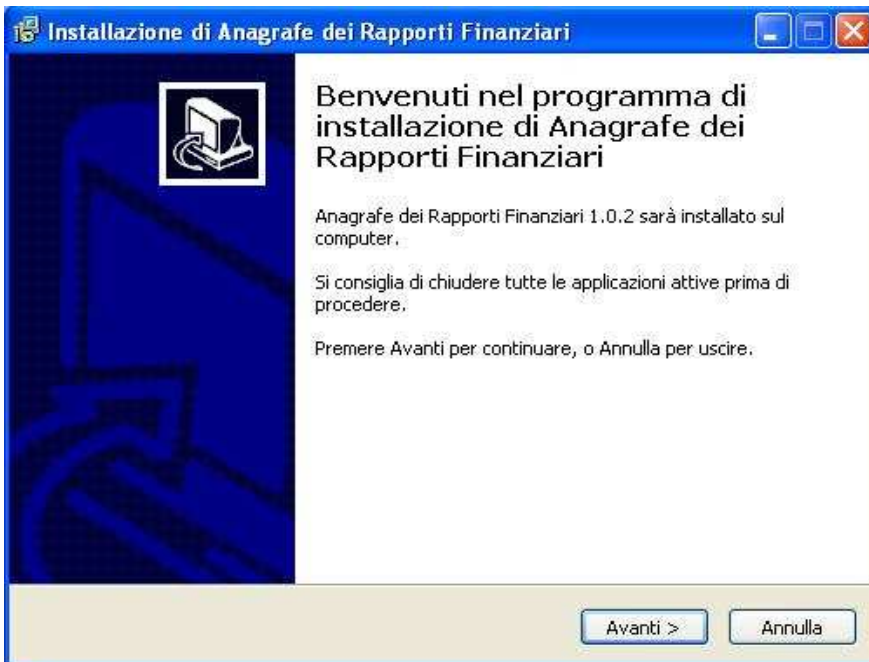 Installazione di Anagrafe dei Rapporti Finanziari
Benvenuti nel programma di
installazione di Anagrafe dei
Rapporti Finanziari
Anagrafe dei Rapporti Finanziari 1.0.2 sarà installato sul
computer.
Si consiglia di chiudere tutte le applicazioni attive prima di
procedere.
Premere Avanti per continuare, o Annulla per uscire.
Avanti >
Annulla